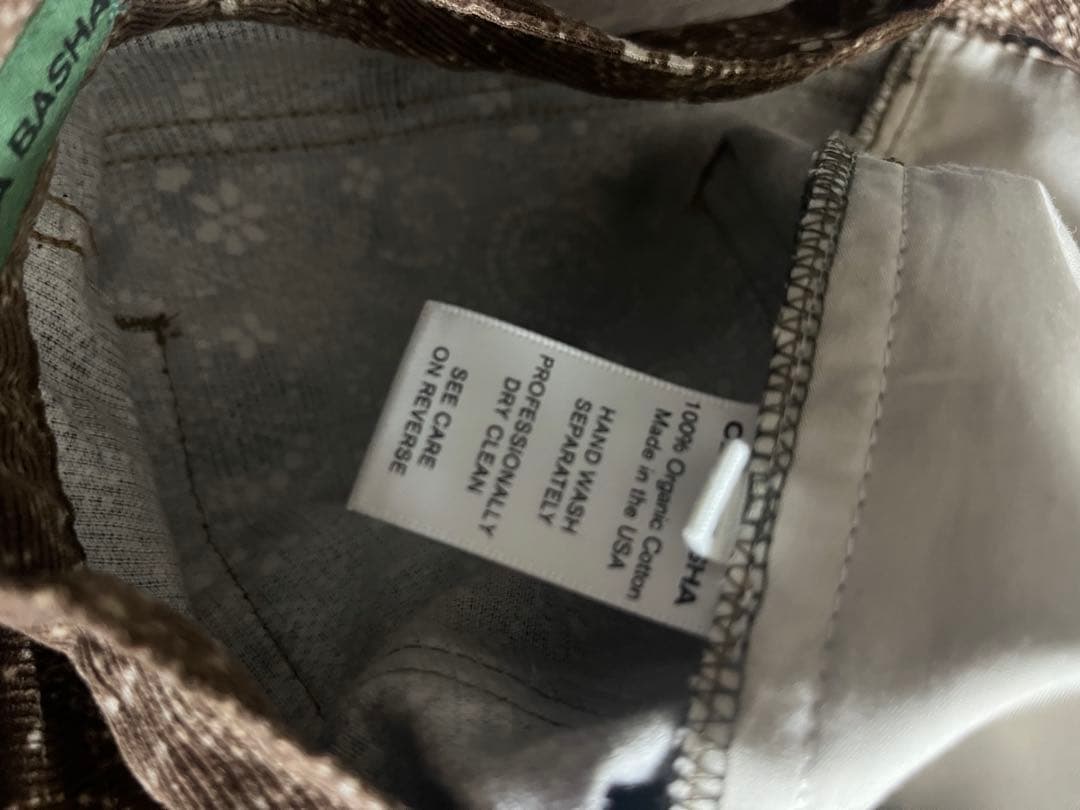 BASHA
100% Organic Cotton
Made in the USA
HAND WASH
SEPARATELY
PROFESSIONALLY
DRY CLEAN
SEE CARE
ON REVERSE